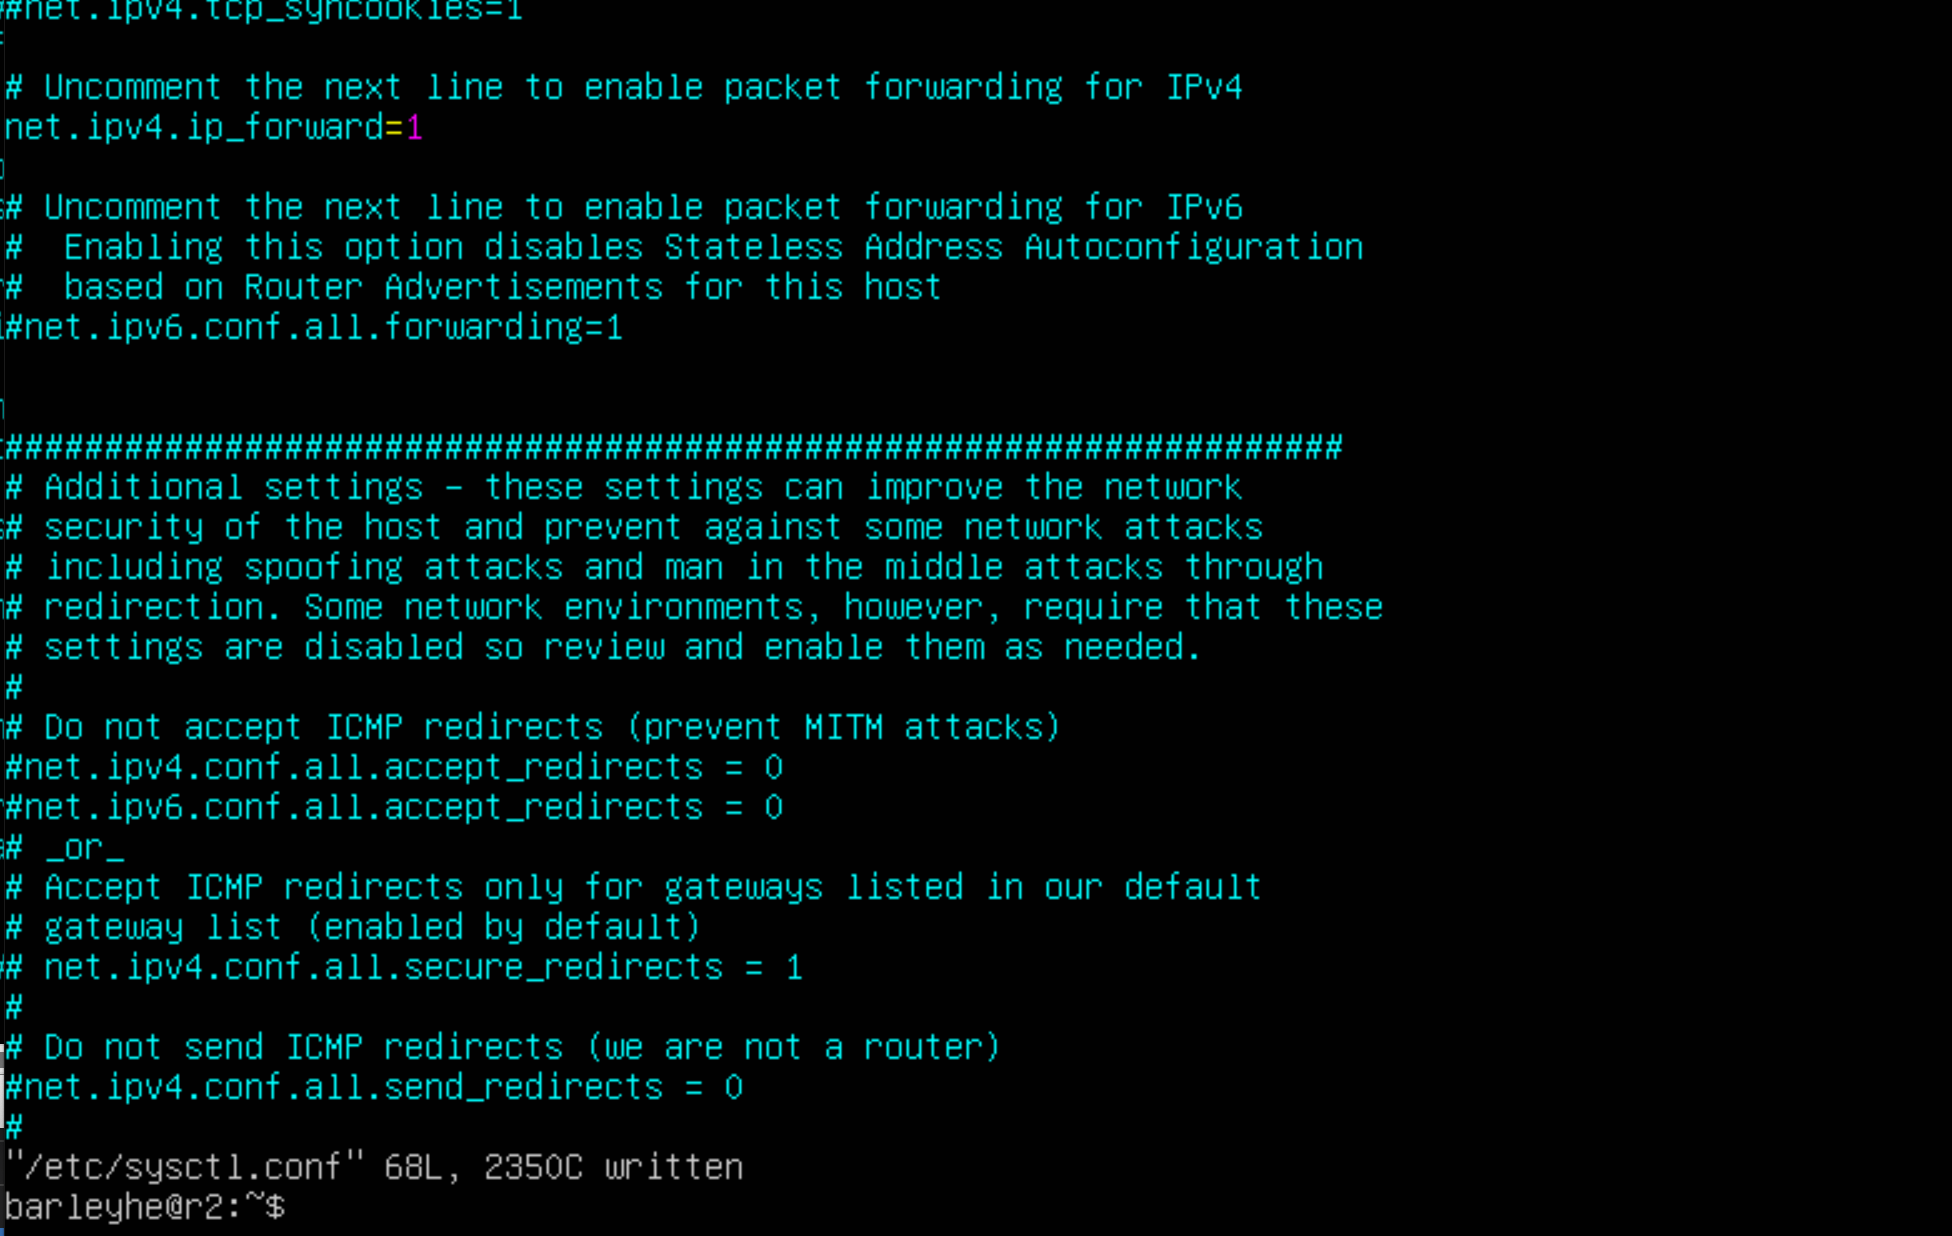 #net.ipv4.tcp_syncookies=1
# Uncomment the next line to enable packet forwarding for IPv4
net.ipv4.ip_forward=1
# Uncomment the next line to enable packet forwarding for IPv6
#  Enabling this option disables Stateless Address Autoconfiguration
#  based on Router Advertisements for this host
#net.ipv6.conf.all.forwarding=1
###################################################################
# Additional settings – these settings can improve the network
# security of the host and prevent against some network attacks
# including spoofing attacks and man in the middle attacks through
# redirection. Some network environments, however, require that these
# settings are disabled so review and enable them as needed.
#
# Do not accept ICMP redirects (prevent MITM attacks)
#net.ipv4.conf.all.accept_redirects = 0
#net.ipv6.conf.all.accept_redirects = 0
# _or_
# Accept ICMP redirects only for gateways listed in our default
# gateway list (enabled by default)
# net.ipv4.conf.all.secure_redirects = 1
#
# Do not send ICMP redirects (we are not a router)
#net.ipv4.conf.all.send_redirects = 0
#
"/etc/sysctl.conf" 68L, 2350C written
barleyhe@r2:~$